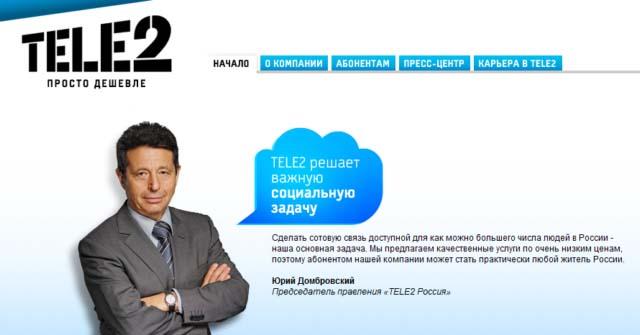 TELE2
ПРОСТО ДЕШЕВЛЕ
НАЧАЛО О КОМПАНИИ АБОНЕНТАМ ПРЕСС-ЦЕНТР КАРЬЕРА В TELE2
TELE2 решает
важную
социальную
задачу
Сделать сотовую связь доступной для как можно большего числа людей в России -
наша основная задача. Мы предлагаем качественные услуги по очень низким ценам,
поэтому абонентом нашей компании может стать практически любой житель России.
Юрий Домбровский
Председатель правления «TELE2 Россия»